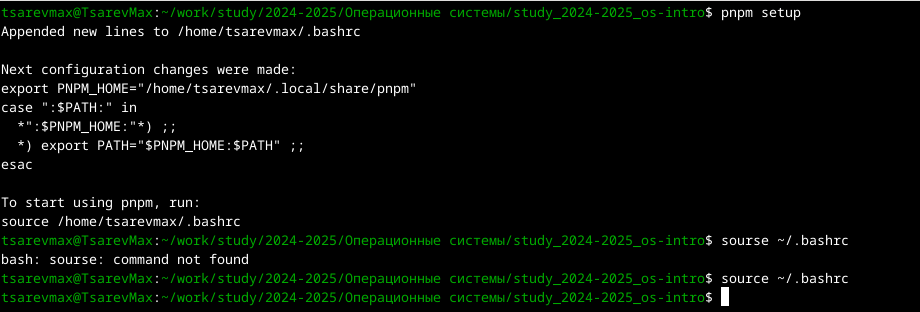 tsarevmax@TsarevMax:~/work/study/2024-2025/Операционные системы/study_2024-2025_os-intro$ pnpm setup
Appended new lines to /home/tsarevmax/.bashrc

Next configuration changes were made:
export PNPM_HOME="/home/tsarevmax/.local/share/pnpm"
case ":$PATH:" in
  *":$PNPM_HOME:"*) ;;
  *) export PATH="$PNPM_HOME:$PATH" ;;
esac

To start using pnpm, run:
source /home/tsarevmax/.bashrc
tsarevmax@TsarevMax:~/work/study/2024-2025/Операционные системы/study_2024-2025_os-intro$ sourse ~/.bashrc
bash: sourse: command not found
tsarevmax@TsarevMax:~/work/study/2024-2025/Операционные системы/study_2024-2025_os-intro$ source ~/.bashrc
tsarevmax@TsarevMax:~/work/study/2024-2025/Операционные системы/study_2024-2025_os-intro$